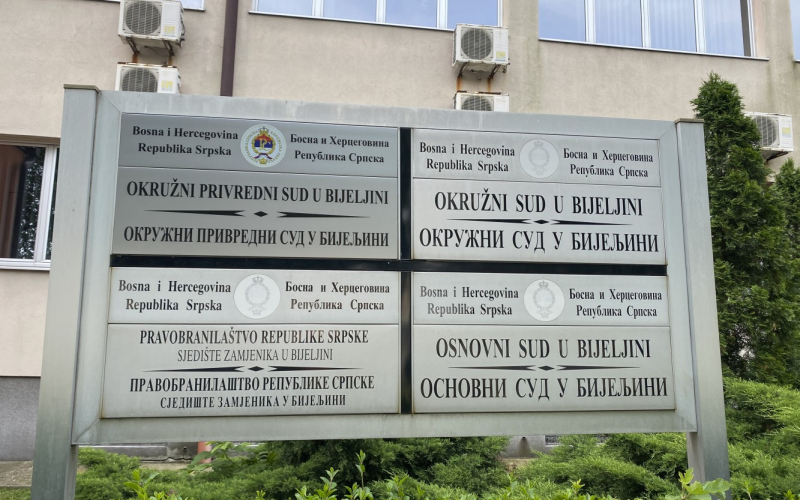 Bosna i Hercegovina
Republika Srpska
Босна и Херцеговина
Република Српска
OKRUŽNI PRIVREDNI SUD U BIJELJINI
ОКРУЖНИ ПРИВРЕДНИ СУД У БИЈЕЉИНИ
Bosna i Hercegovina
Republika Srpska
Босна и Херцеговина
Република Српска
OKRUŽNI SUD U BIJELJINI
ОКРУЖНИ СУД У БИЈЕЉИНИ
Bosna i Hercegovina
Republika Srpska
Босна и Херцеговина
Република Српска
PRAVOBRANILAŠTVO REPUBLIKE SRPSKE
SJEDIŠTE ZAMJENIKA U BIJELJINI
ПРАВОБРАНИЛАШТВО РЕПУБЛИКЕ СРПСКЕ
СЈЕДИШТЕ ЗАМЈЕНИКА У БИЈЕЉИНИ
Bosna i Hercegovina
Republika Srpska
Босна и Херцеговина
Република Српска
OSNOVNI SUD U BIJELJINI
ОСНОВНИ СУД У БИЈЕЉИНИ